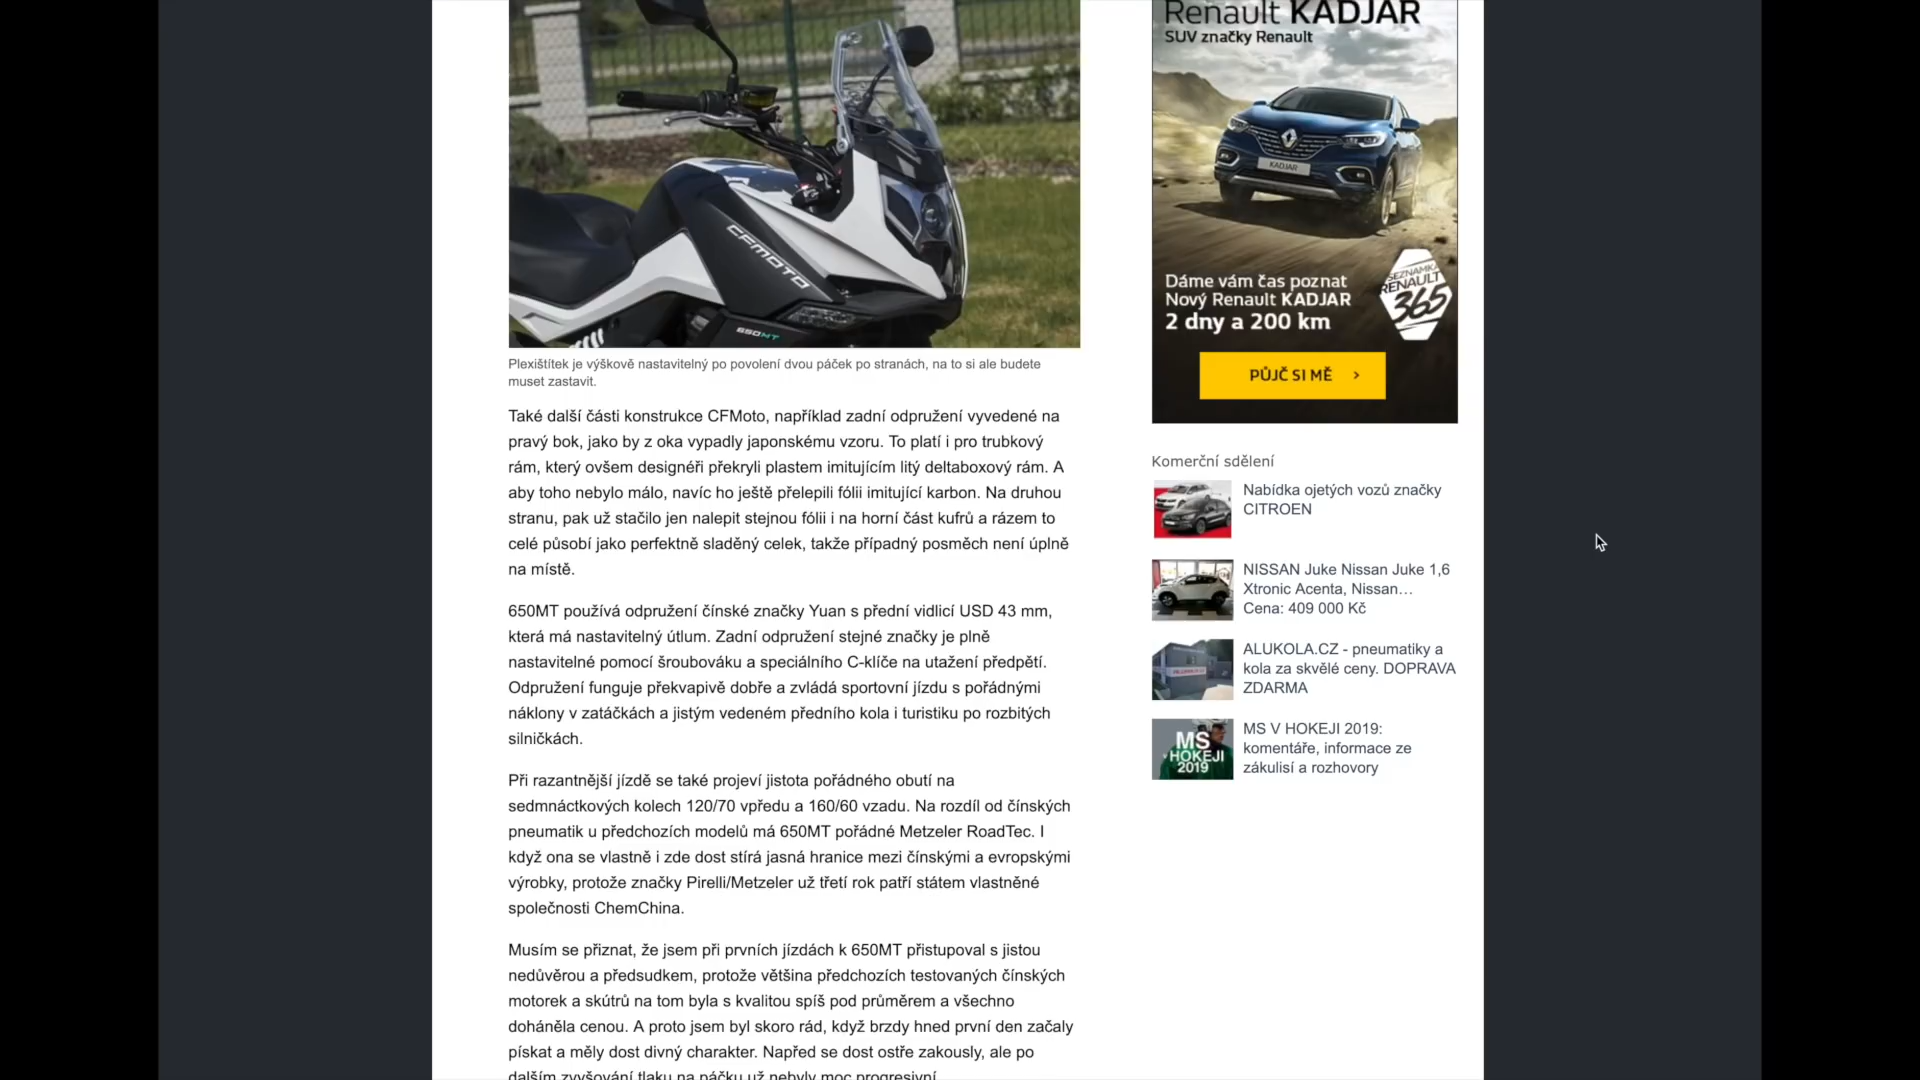 CFMOTO
650MT
Plexištítek je výškově nastavitelný po povolení dvou páček po stranách, na to si ale budete
muset zastavit.
Také další části konstrukce CFMoto, například zadní odpružení vyvedené na
pravý bok, jako by z oka vypadly japonskému vzoru. To platí i pro trubkový
rám, který ovšem designéři překryli plastem imitujícím litý deltaboxový rám. A
aby toho nebylo málo, navíc ho ještě přelepili fólii imitující karbon. Na druhou
stranu, pak už stačilo jen nalepit stejnou fólii i na horní část kufrů a rázem to
celé působí jako perfektně sladěný celek, takže případný posměch není úplně
na místě.
650MT používá odpružení čínské značky Yuan s přední vidlicí USD 43 mm,
která má nastavitelný útlum. Zadní odpružení stejné značky je plně
nastavitelné pomocí šroubováku a speciálního C-klíče na utažení předpětí.
Odpružení funguje překvapivě dobře a zvládá sportovní jízdu s pořádnými
náklony v zatáčkách a jistým vedeném předního kola i turistiku po rozbitých
silničkách.
Při razantnější jízdě se také projeví jistota pořádného obutí na
sedmnáctkových kolech 120/70 vpředu a 160/60 vzadu. Na rozdíl od čínských
pneumatik u předchozích modelů má 650MT pořádné Metzeler RoadTec. I
když ona se vlastně i zde dost stírá jasná hranice mezi čínskými a evropskými
výrobky, protože značky Pirelli/Metzeler už třetí rok patří státem vlastněné
společnosti ChemChina.
Musím se přiznat, že jsem při prvních jízdách k 650MT přistupoval s jistou
nedůvěrou a předsudkem, protože většina předchozích testovaných čínských
motorek a skútrů na tom byla s kvalitou spíš pod průměrem a všechno
doháněla cenou. A proto jsem byl skoro rád, když brzdy hned první den začaly
pískat a měly dost divný charakter. Napřed se dost ostře zakously, ale po
dalším zvyšování tlaku na páčku už nebyly moc progresivní.
Renault KADJAR
SUV značky Renault
KADJAR
Dáme vám čas poznat
Nový Renault KADJAR
2 dny a 200 km
SEZNAMKA
RENAULT
365
PŮJČ SI MĚ >
Komerční sdělení
Nabídka ojetých vozů značky
CITROEN
NISSAN Juke Nissan Juke 1,6
Xtronic Acenta, Nissan…
Cena: 409 000 Kč
ALUKOLA.CZ - pneumatiky a
kola za skvělé ceny. DOPRAVA
ZDARMA
MS
V HOKEJI
2019
MS V HOKEJI 2019:
komentáře, informace ze
zákulisí a rozhovory